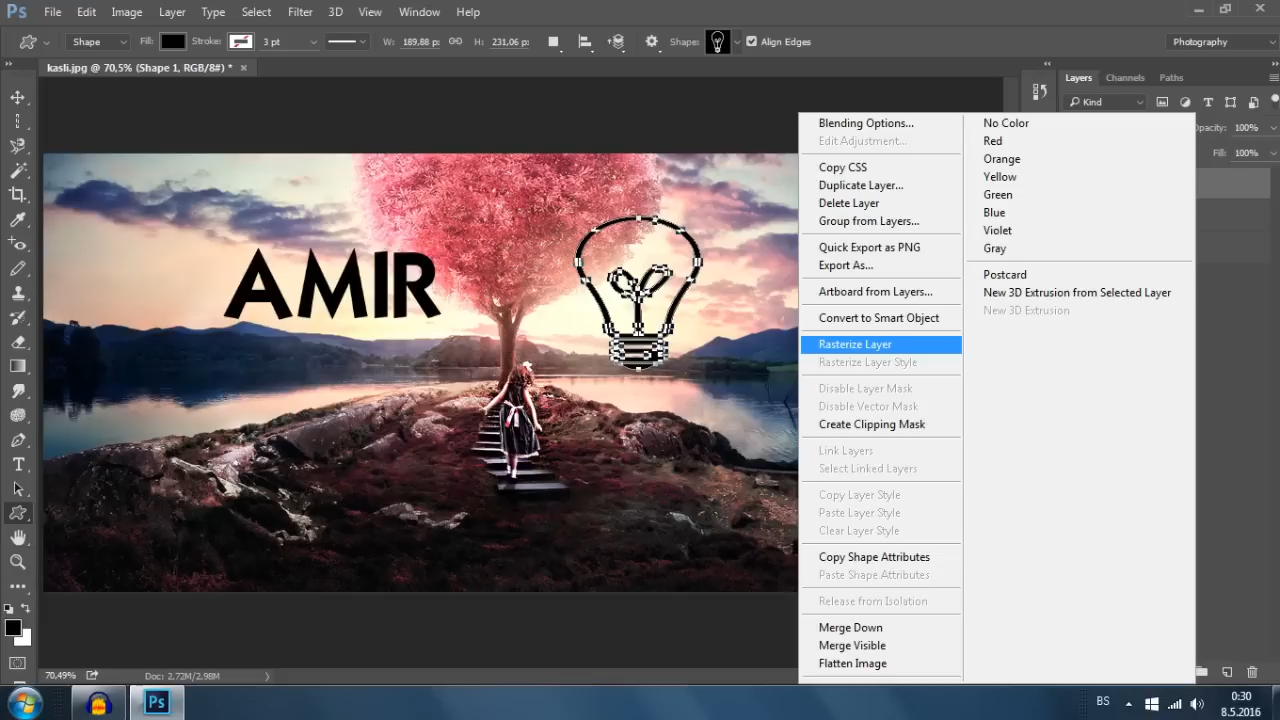 Ps File Edit Image Layer Type Select Filter 3D View Window Help
Shape Fill: Stroke: 3 pt W: 189,88 p H: 231,06 p Shape: Align Edges Photography
kasli.jpg @ 70,5% (Shape 1, RGB/8#) * ×
Layers Channels Paths
Kind
Opacity: 100%
Fill: 100%
AMIR
Blending Options...
Edit Adjustment...
Copy CSS
Duplicate Layer...
Delete Layer
Group from Layers...
Quick Export as PNG
Export As...
Artboard from Layers...
Convert to Smart Object
Rasterize Layer
Rasterize Layer Style
Disable Layer Mask
Disable Vector Mask
Create Clipping Mask
Link Layers
Select Linked Layers
Copy Layer Style
Paste Layer Style
Clear Layer Style
Copy Shape Attributes
Paste Shape Attributes
Release from Isolation
Merge Down
Merge Visible
Flatten Image
No Color
Red
Orange
Yellow
Green
Blue
Violet
Gray
Postcard
New 3D Extrusion from Selected Layer
New 3D Extrusion
70,49% Doc: 2.72M/2.98M
Ps
BS
0:30
8.5.2016